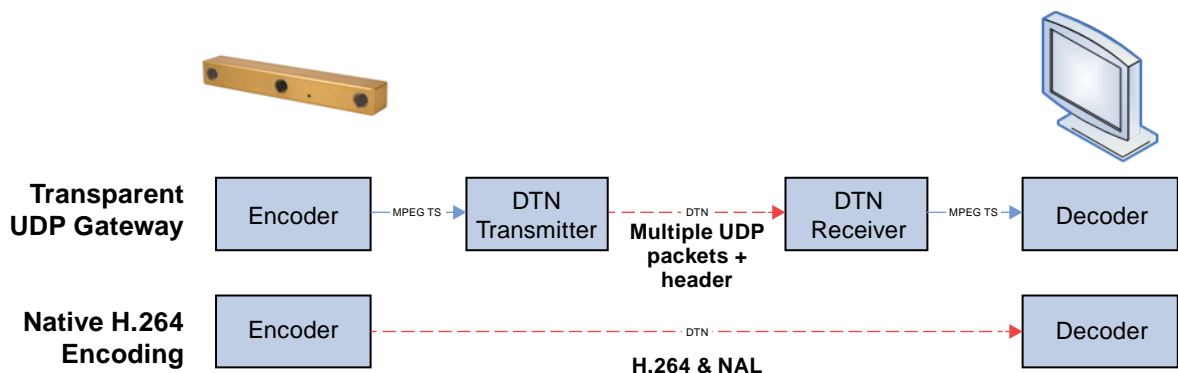 Transparent
UDP Gateway
Encoder
MPEG TS
DTN
Transmitter
DTN
Multiple UDP
packets +
header
DTN
Receiver
MPEG TS
Decoder
Native H.264
Encoding
Encoder
DTN
H.264 & NAL
Decoder